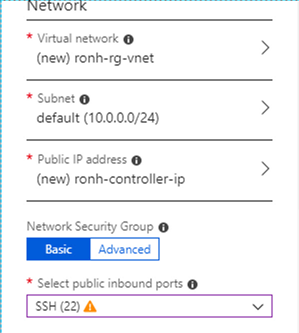 Network
* Virtual network
(new) ronh-rg-vnet
* Subnet
default (10.0.0.0/24)
* Public IP address
(new) ronh-controller-ip
Network Security Group
Basic Advanced
* Select public inbound ports
SSH (22)